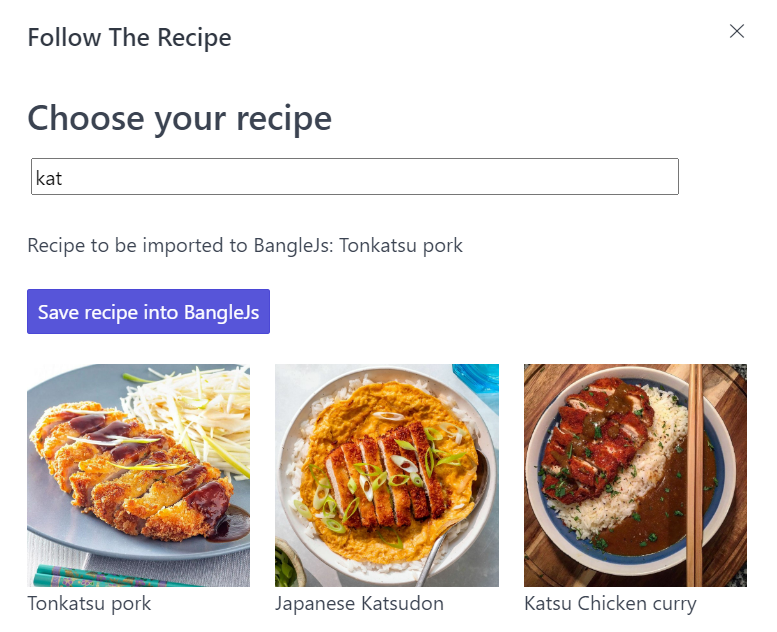 Follow The Recipe
Choose your recipe
kat
Recipe to be imported to BangleJs: Tonkatsu pork
Save recipe into BangleJs
Tonkatsu pork
Japanese Katsudon
Katsu Chicken curry